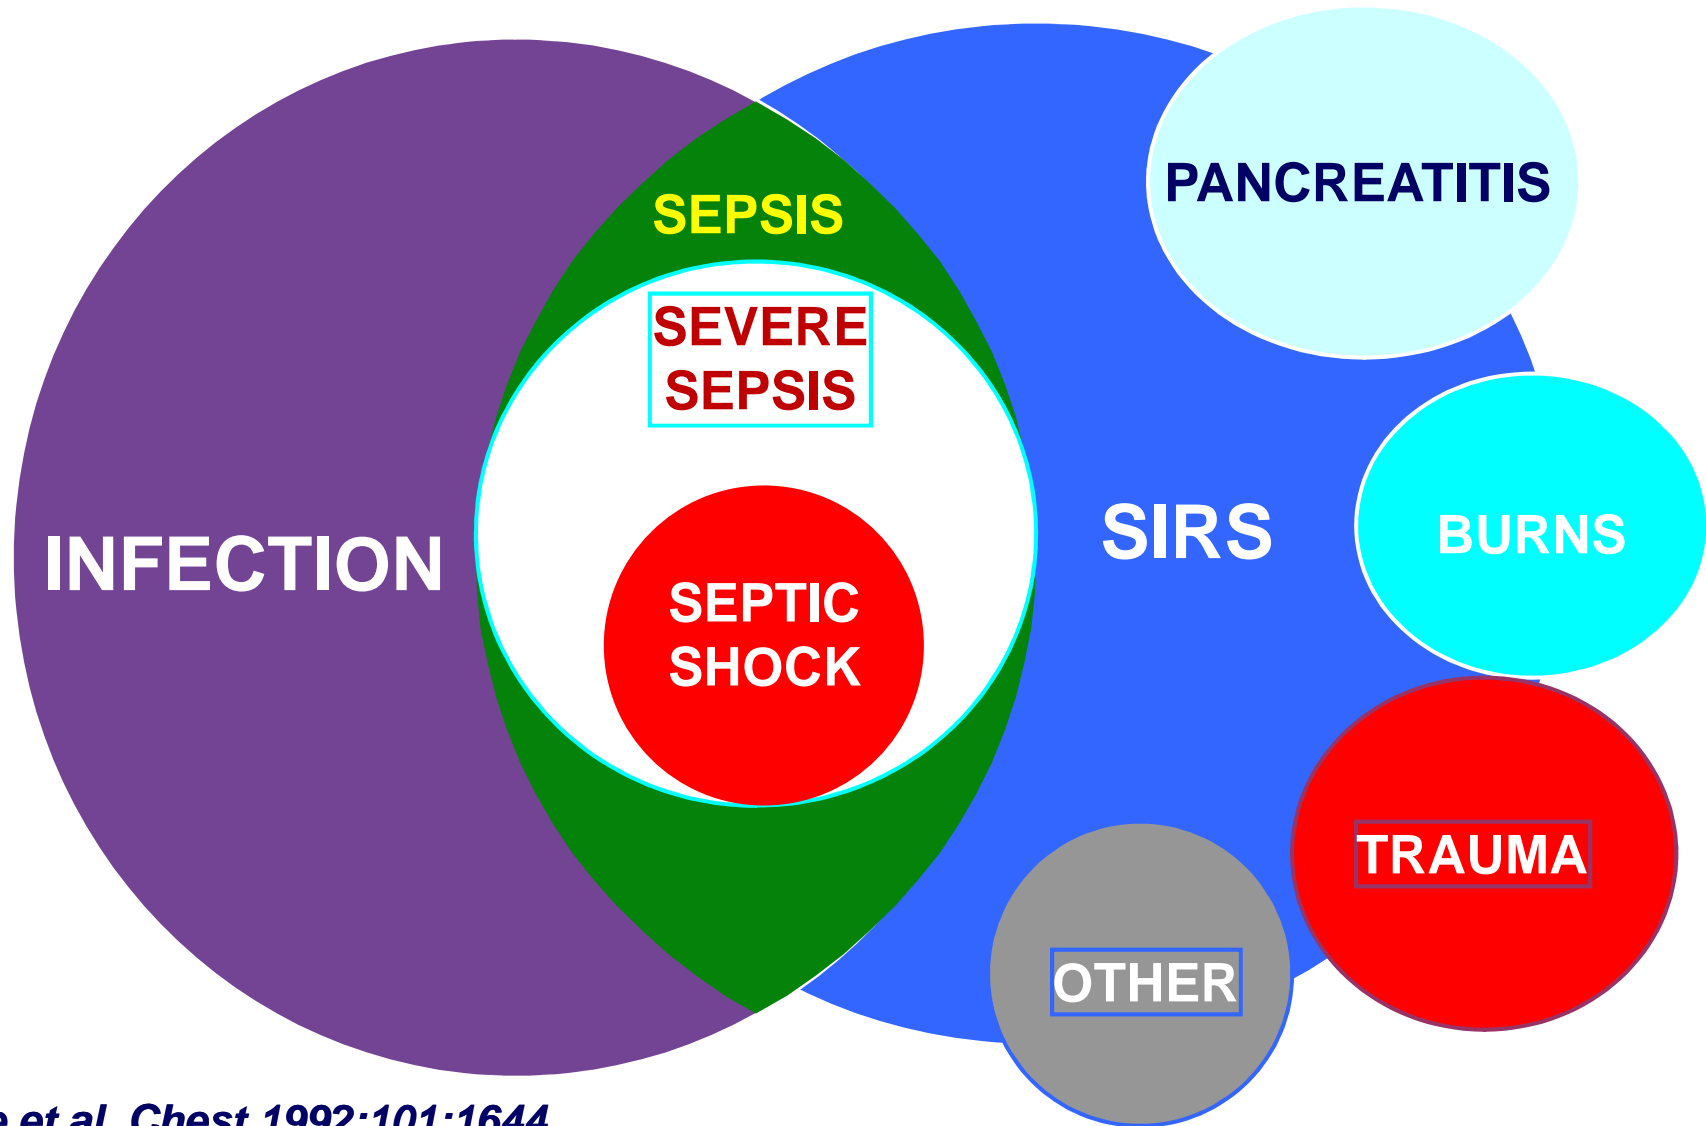 PANCREATITIS
SEPSIS
SEVERE
SEPSIS
INFECTION
SIRS
BURNS
SEPTIC
SHOCK
TRAUMA
OTHER
et al. Chest 1992;101:1644